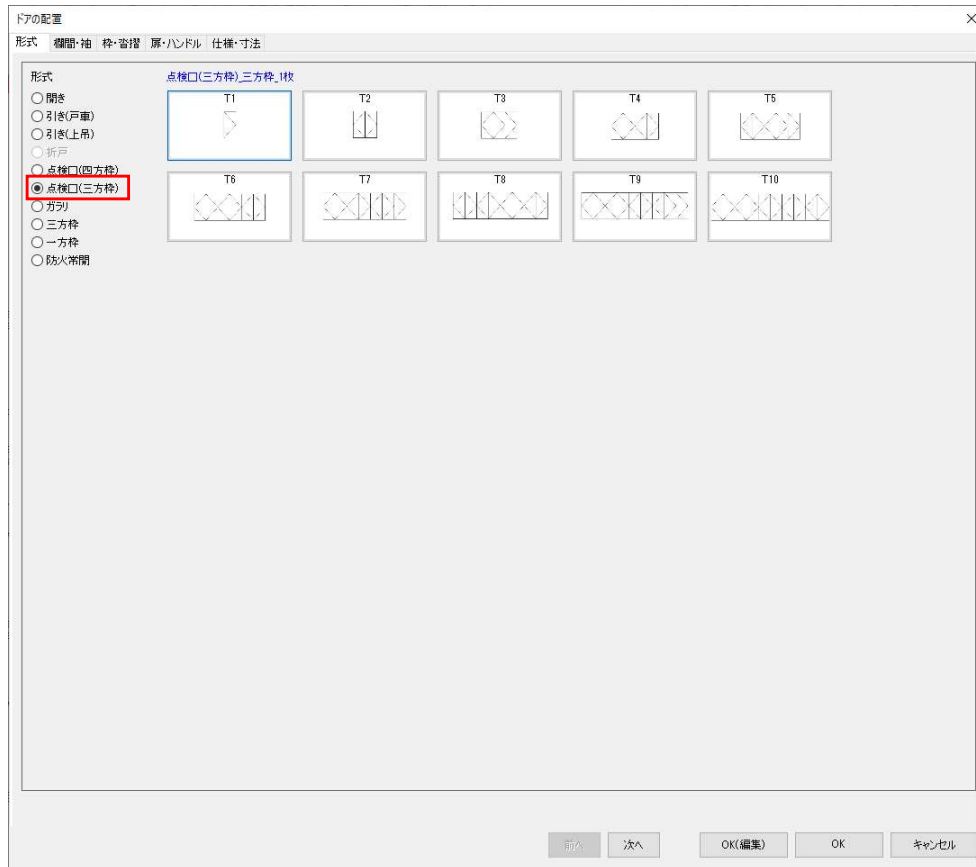 ドアの配置
形式 欄間・袖 枠・沓摺 扉・ハンドル 仕様・寸法
形式
開き
引き(戸車)
引き(上吊)
折戸
点検口(四方枠)
点検口(三方枠)
ガラリ
三方枠
一方枠
防火常開
点検口(三方枠)_三方枠_1枚
T1 T2 T3 T4 T5
T6 T7 T8 T9 T10
前へ 次へ OK(編集) OK キャンセル